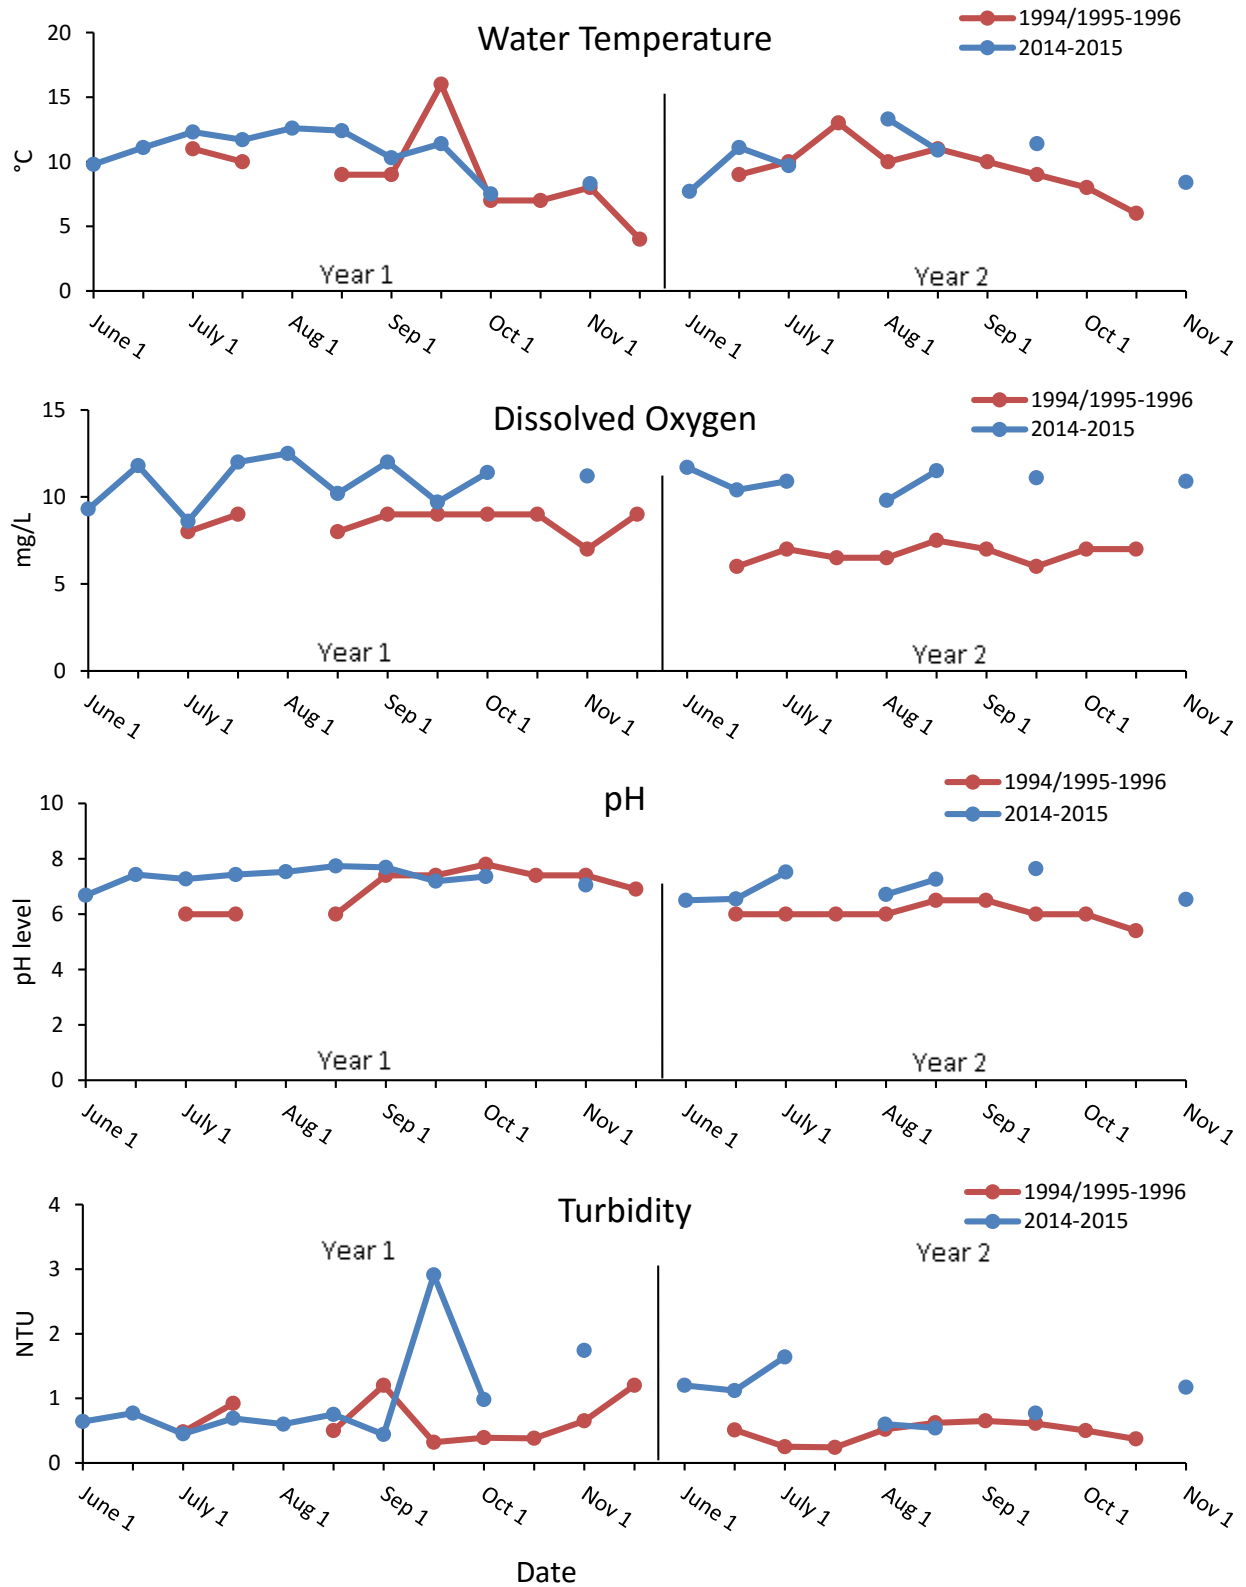 Water Temperature
1994/1995-1996
2014-2015
20
15
10
5
0
°C
Year 1
Year 2
June 1
July 1
Aug 1
Sep 1
Oct 1
Nov 1
June 1
July 1
Aug 1
Sep 1
Oct 1
Nov 1
Dissolved Oxygen
1994/1995-1996
2014-2015
15
10
5
0
mg/L
Year 1
Year 2
June 1
July 1
Aug 1
Sep 1
Oct 1
Nov 1
June 1
July 1
Aug 1
Sep 1
Oct 1
Nov 1
pH
1994/1995-1996
2014-2015
10
8
6
4
2
0
pH level
Year 1
Year 2
June 1
July 1
Aug 1
Sep 1
Oct 1
Nov 1
June 1
July 1
Aug 1
Sep 1
Oct 1
Nov 1
Turbidity
1994/1995-1996
2014-2015
Year 1
Year 2
4
3
2
1
0
NTU
June 1
July 1
Aug 1
Sep 1
Oct 1
Nov 1
June 1
July 1
Aug 1
Sep 1
Oct 1
Nov 1
Date